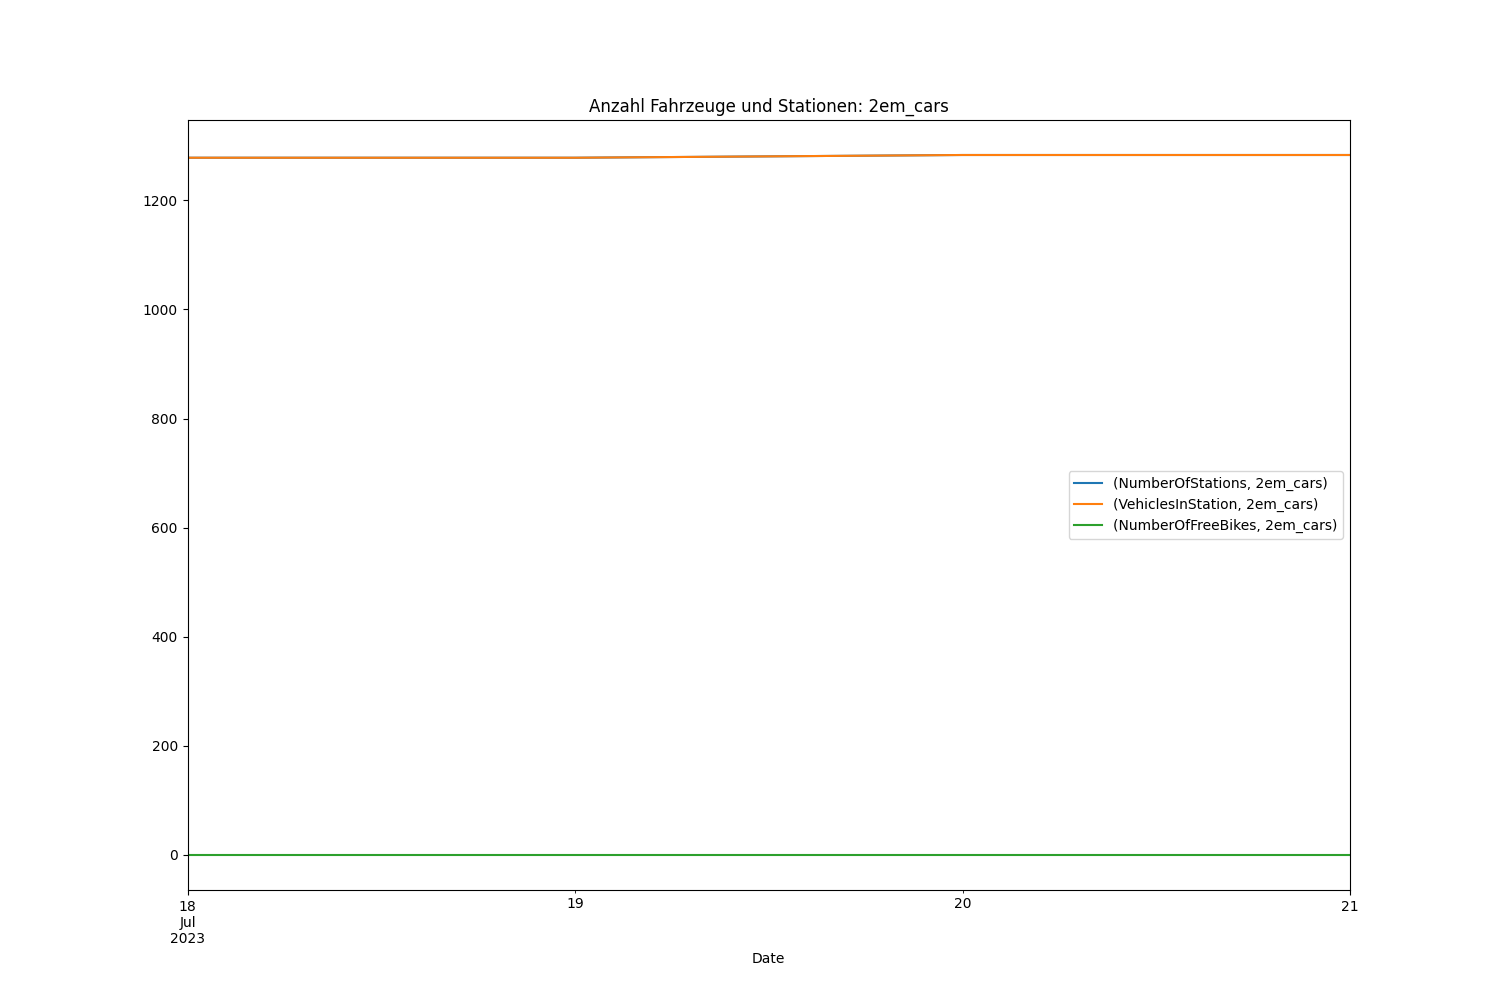 Anzahl Fahrzeuge und Stationen: 2em_cars
1200
1000
800
600
400
200
0
(NumberOfStations, 2em_cars)
(VehiclesInStation, 2em_cars)
(NumberOfFreeBikes, 2em_cars)
18
Jul
2023
19
20
21
Date